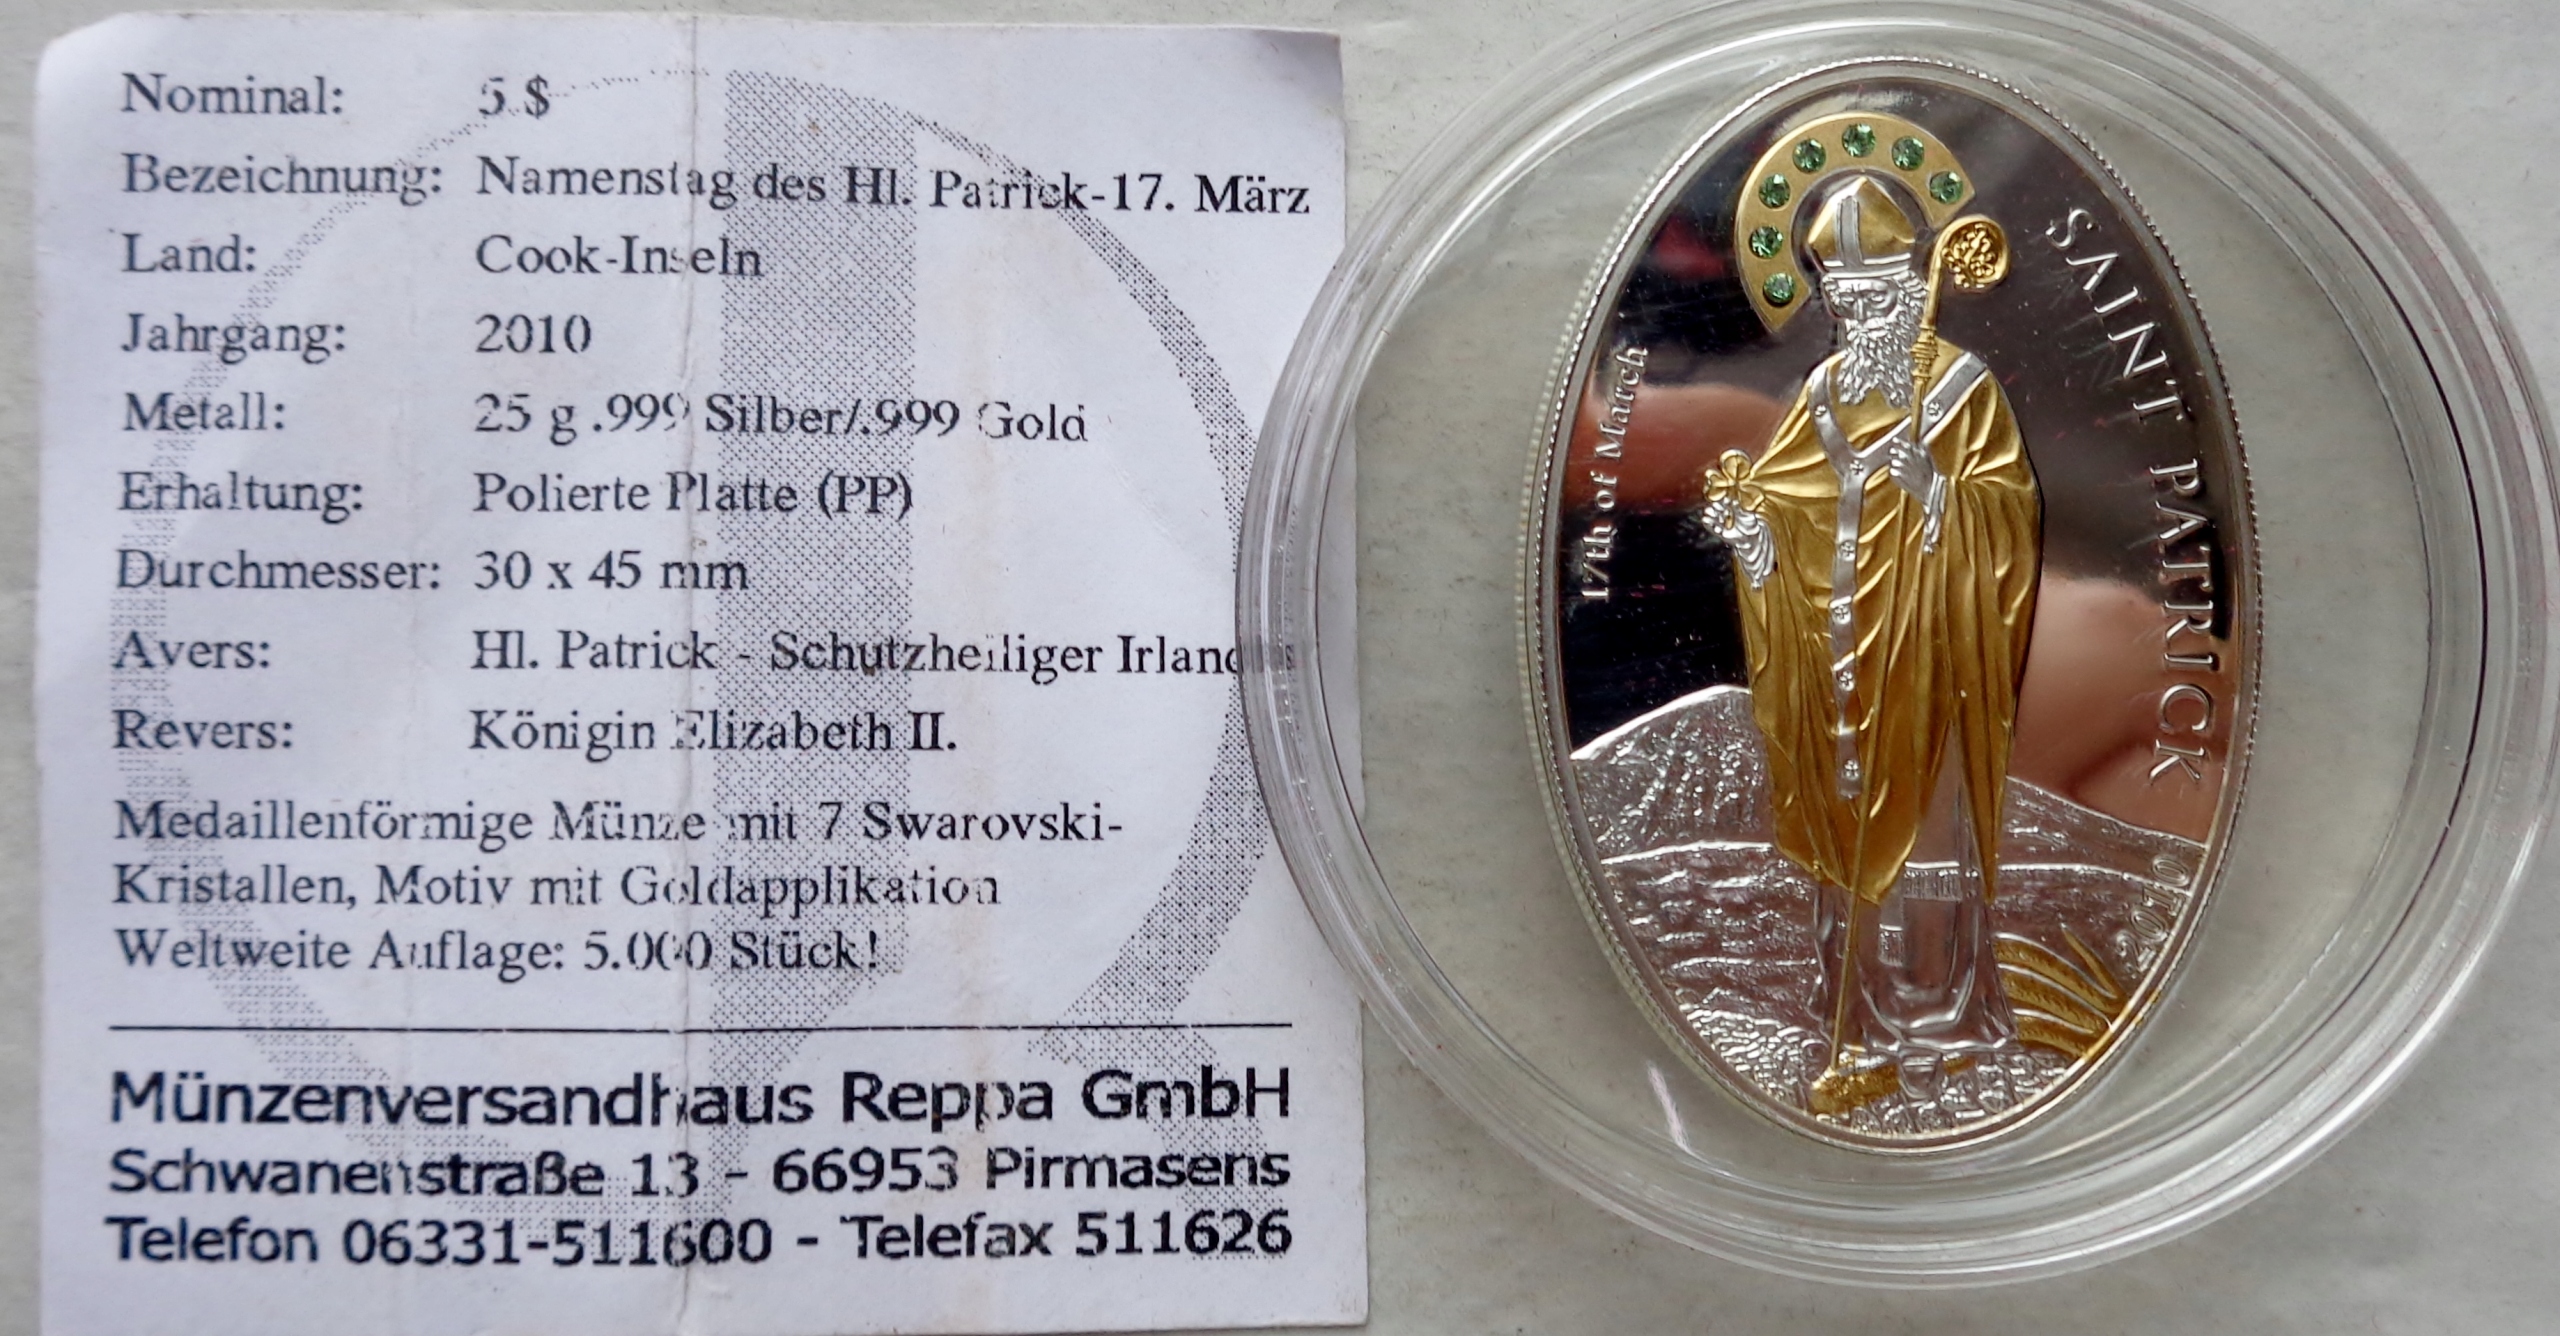 Nominal: 5 $
Bezeichnung: Namenstag des Hl. Patrick-17. März
Land: Cook-Inseln
Jahrgang: 2010
Metall: 25 g .999 Silber/.999 Gold
Erhaltung: Polierte Platte (PP)
Durchmesser: 30 x 45 mm
Avers: Hl. Patrick - Schutzheiliger Irlands
Revers: Königin Elizabeth II.
Medaillenförmige Münze mit 7 Swarovski-
Kristallen, Motiv mit Goldapplikation
Weltweite Auflage: 5.000 Stück!
Münzenversandhaus Reppa GmbH
Schwanenstraße 13 - 66953 Pirmasens
Telefon 06331-511600 - Telefax 511626
17th of March
SAINT PATRICK
2010